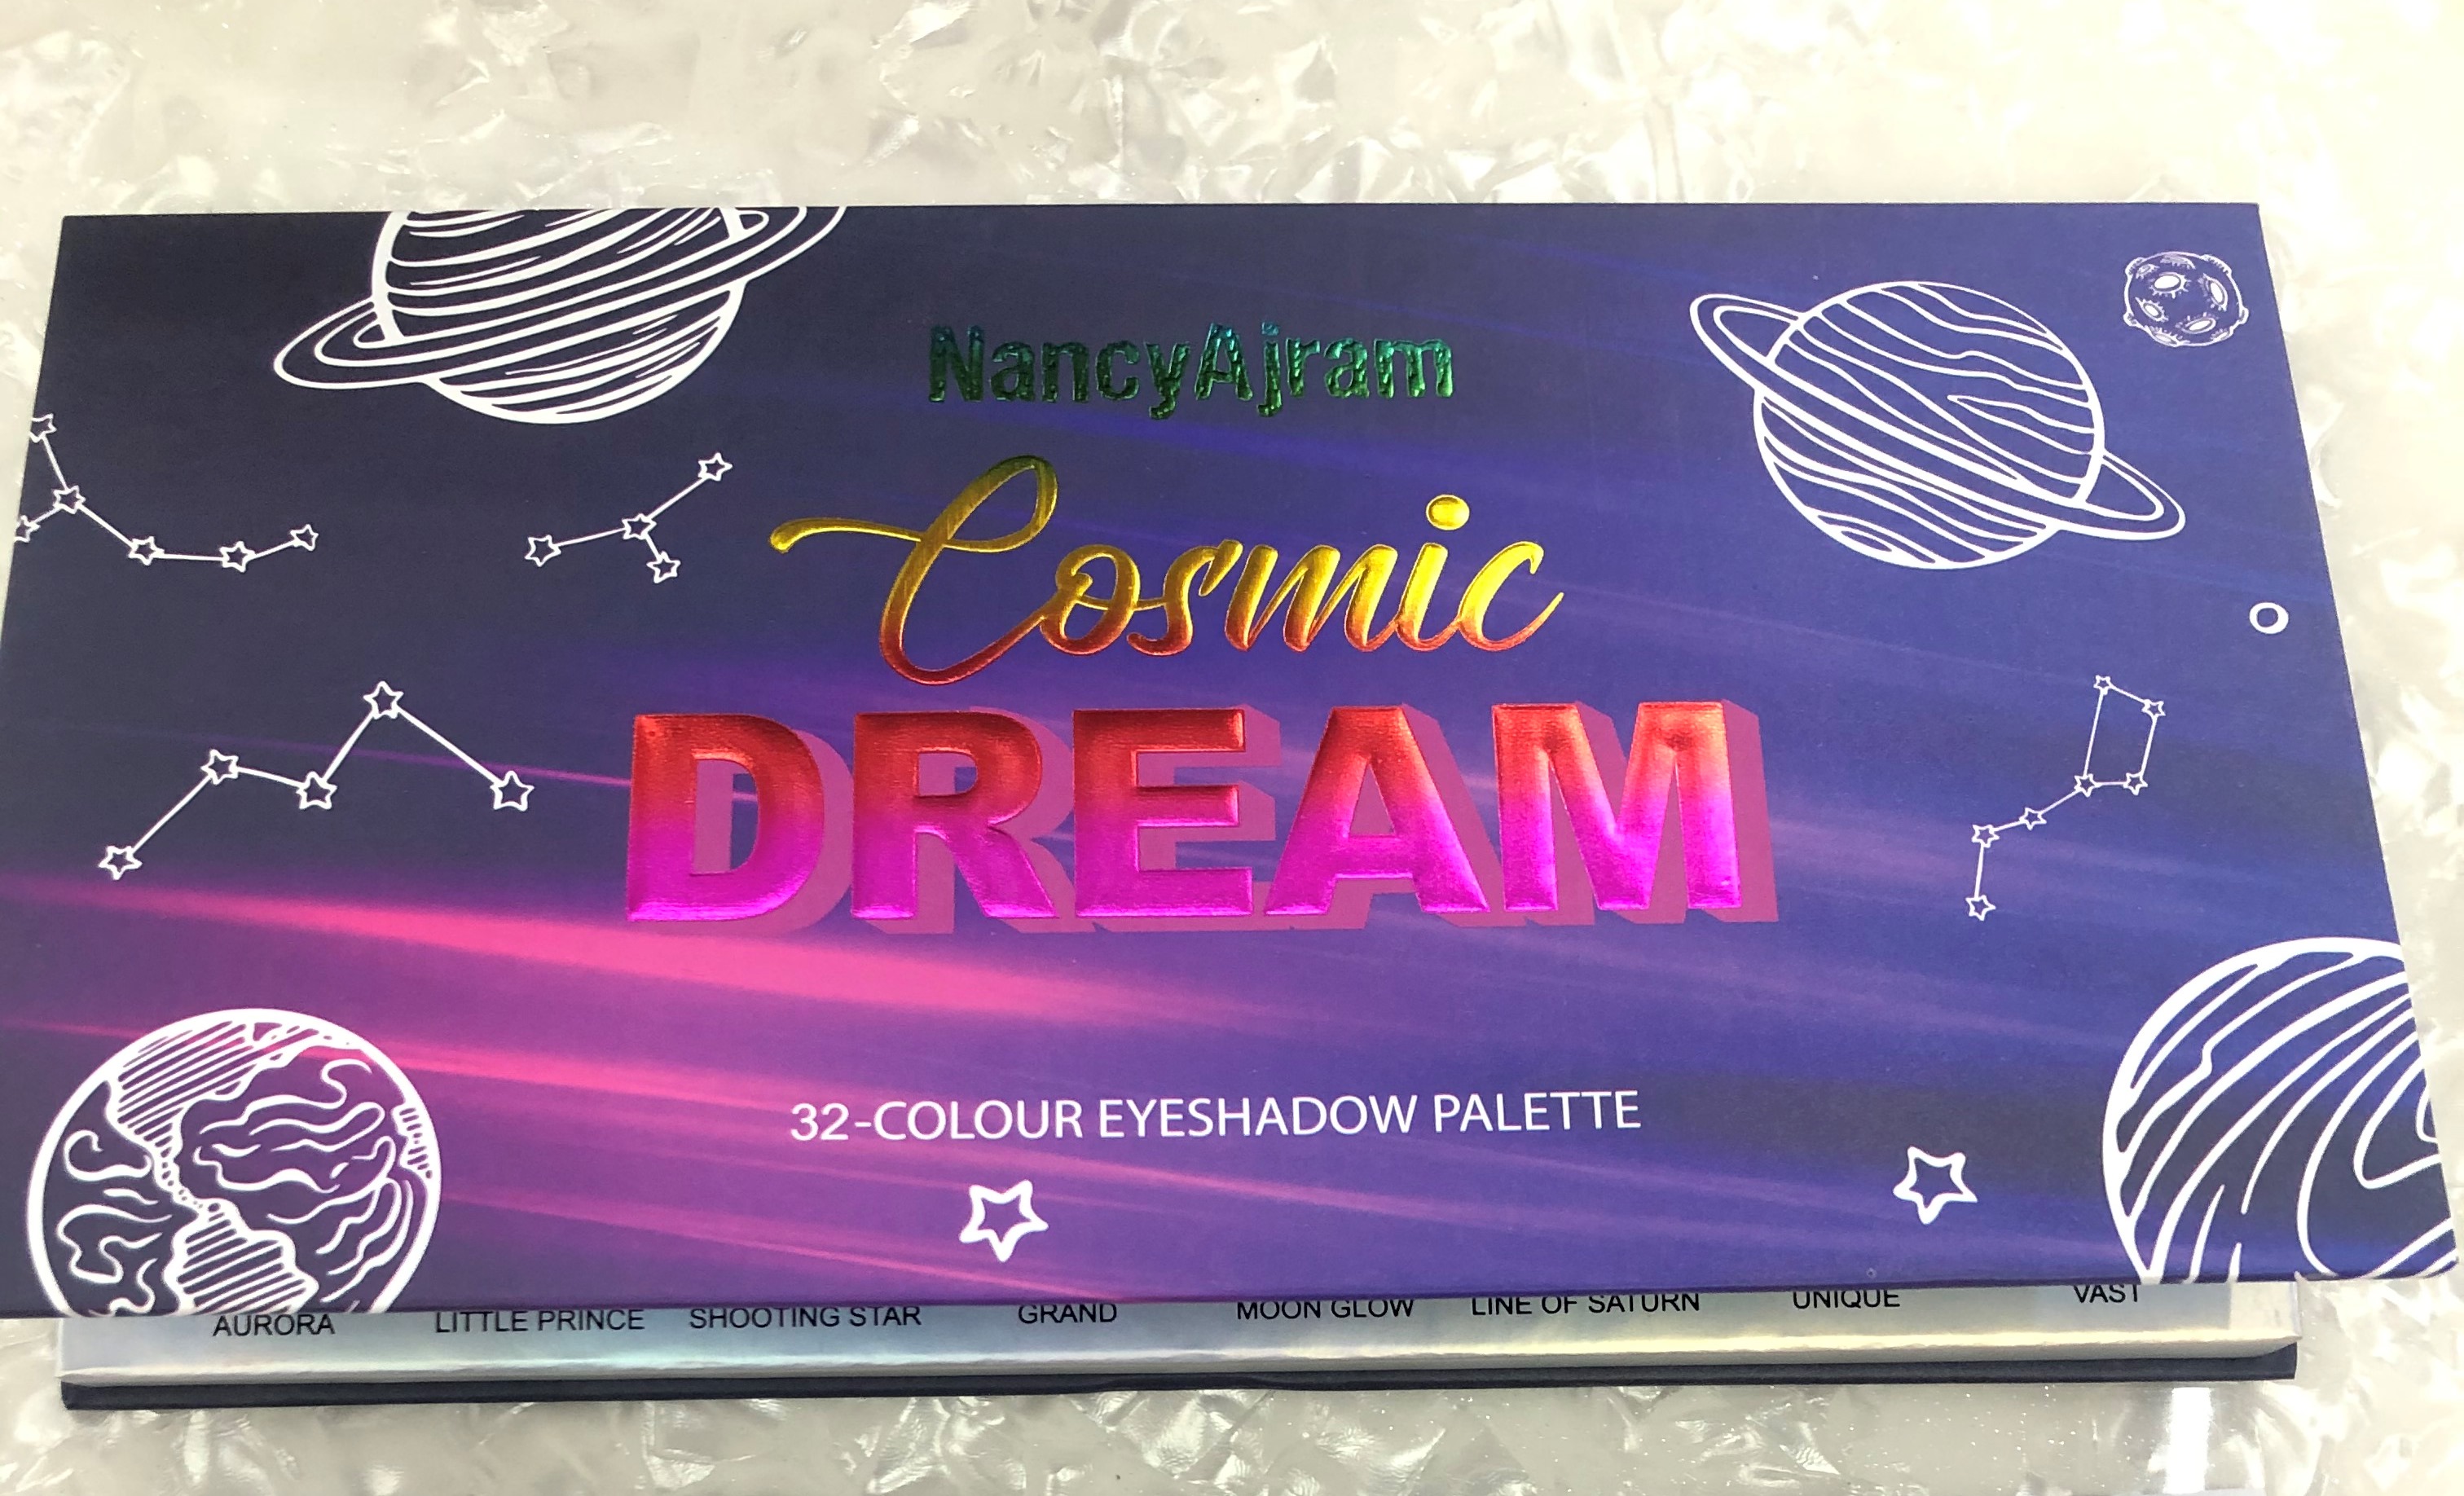 NancyAjram
Cosmic
DREAM
32-COLOUR EYESHADOW PALETTE
AURORA LITTLE PRINCE SHOOTING STAR GRAND MOON GLOW LINE OF SATURN UNIQUE VAST